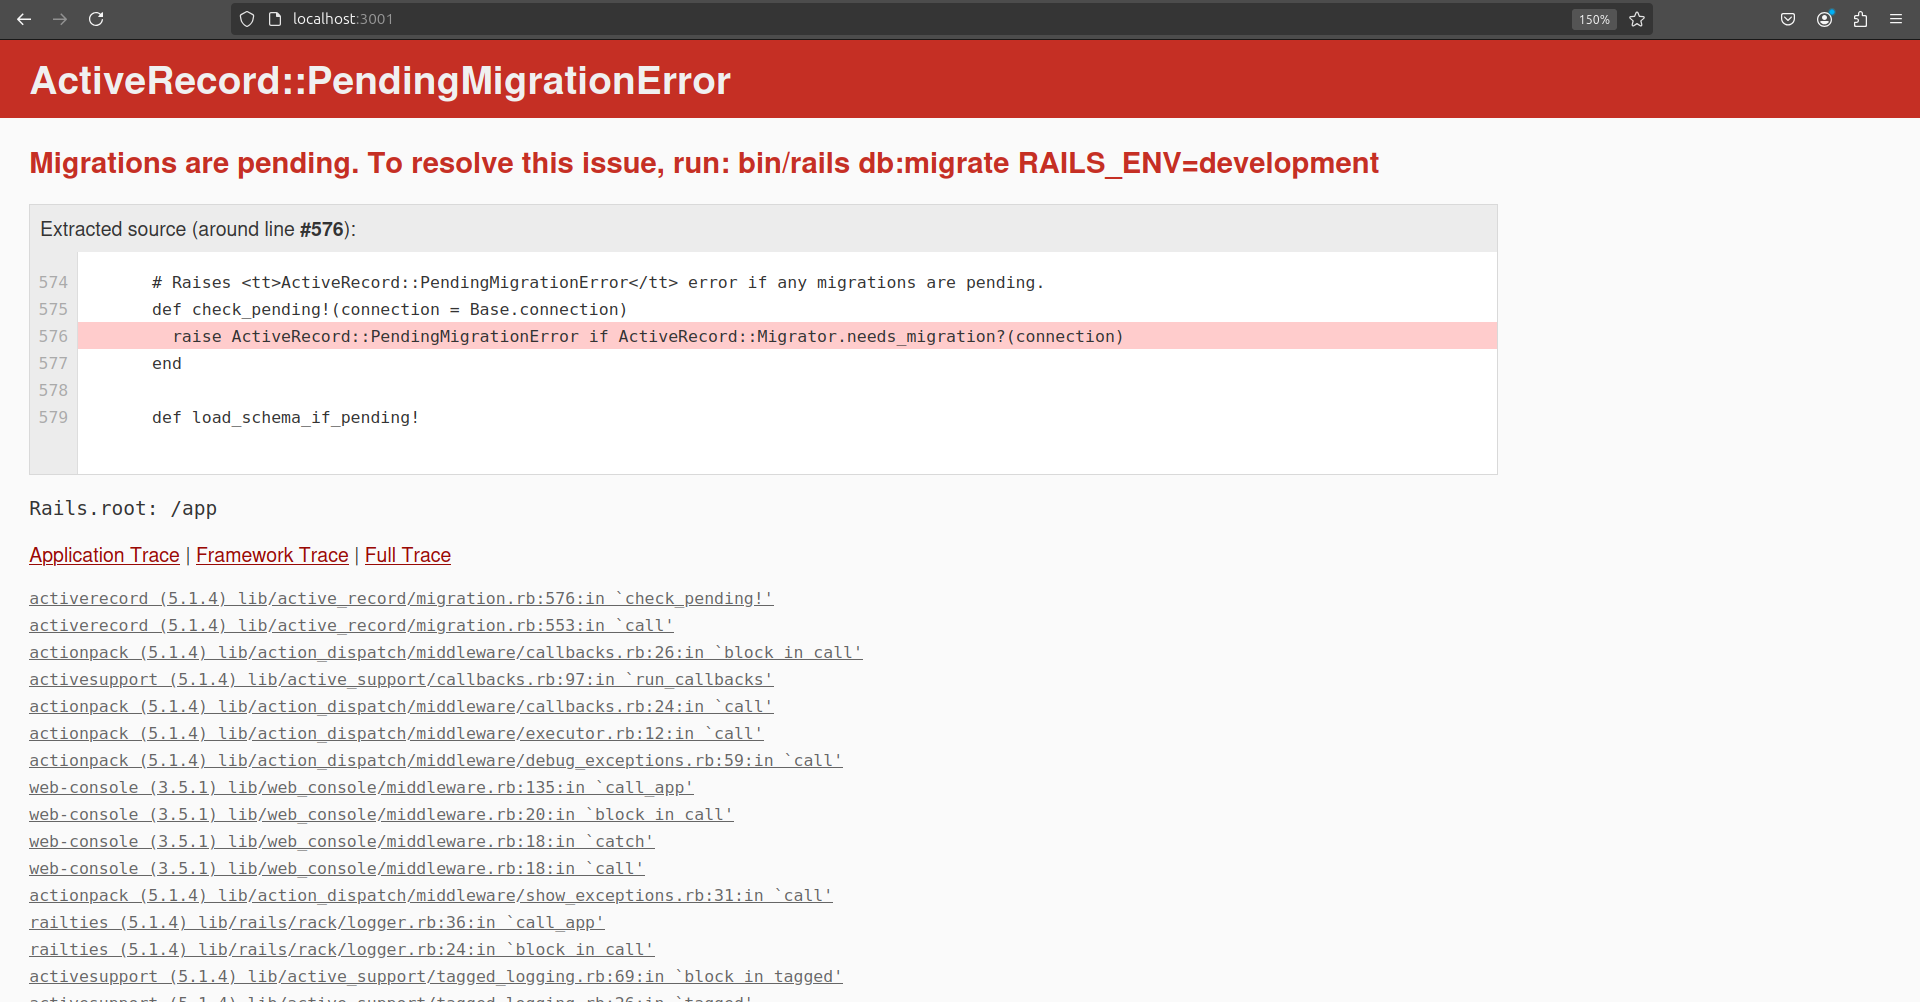 localhost:3001
150%
ActiveRecord::PendingMigrationError
Migrations are pending. To resolve this issue, run: bin/rails db:migrate RAILS_ENV=development
Extracted source (around line #576):
574 # Raises <tt>ActiveRecord::PendingMigrationError</tt> error if any migrations are pending.
575 def check_pending!(connection = Base.connection)
576 raise ActiveRecord::PendingMigrationError if ActiveRecord::Migrator.needs_migration?(connection)
577 end
578
579 def load_schema_if_pending!
Rails.root: /app
Application Trace | Framework Trace | Full Trace
activerecord (5.1.4) lib/active_record/migration.rb:576:in `check_pending!'
activerecord (5.1.4) lib/active_record/migration.rb:553:in `call'
actionpack (5.1.4) lib/action_dispatch/middleware/callbacks.rb:26:in `block in call'
activesupport (5.1.4) lib/active_support/callbacks.rb:97:in `run_callbacks'
actionpack (5.1.4) lib/action_dispatch/middleware/callbacks.rb:24:in `call'
actionpack (5.1.4) lib/action_dispatch/middleware/executor.rb:12:in `call'
actionpack (5.1.4) lib/action_dispatch/middleware/debug_exceptions.rb:59:in `call'
web-console (3.5.1) lib/web_console/middleware.rb:135:in `call_app'
web-console (3.5.1) lib/web_console/middleware.rb:20:in `block in call'
web-console (3.5.1) lib/web_console/middleware.rb:18:in `catch'
web-console (3.5.1) lib/web_console/middleware.rb:18:in `call'
actionpack (5.1.4) lib/action_dispatch/middleware/show_exceptions.rb:31:in `call'
railties (5.1.4) lib/rails/rack/logger.rb:36:in `call_app'
railties (5.1.4) lib/rails/rack/logger.rb:24:in `block in call'
activesupport (5.1.4) lib/active_support/tagged_logging.rb:69:in `block in tagged'
activesupport (5.1.4) lib/active_support/tagged_logging.rb:26:in `tagged'